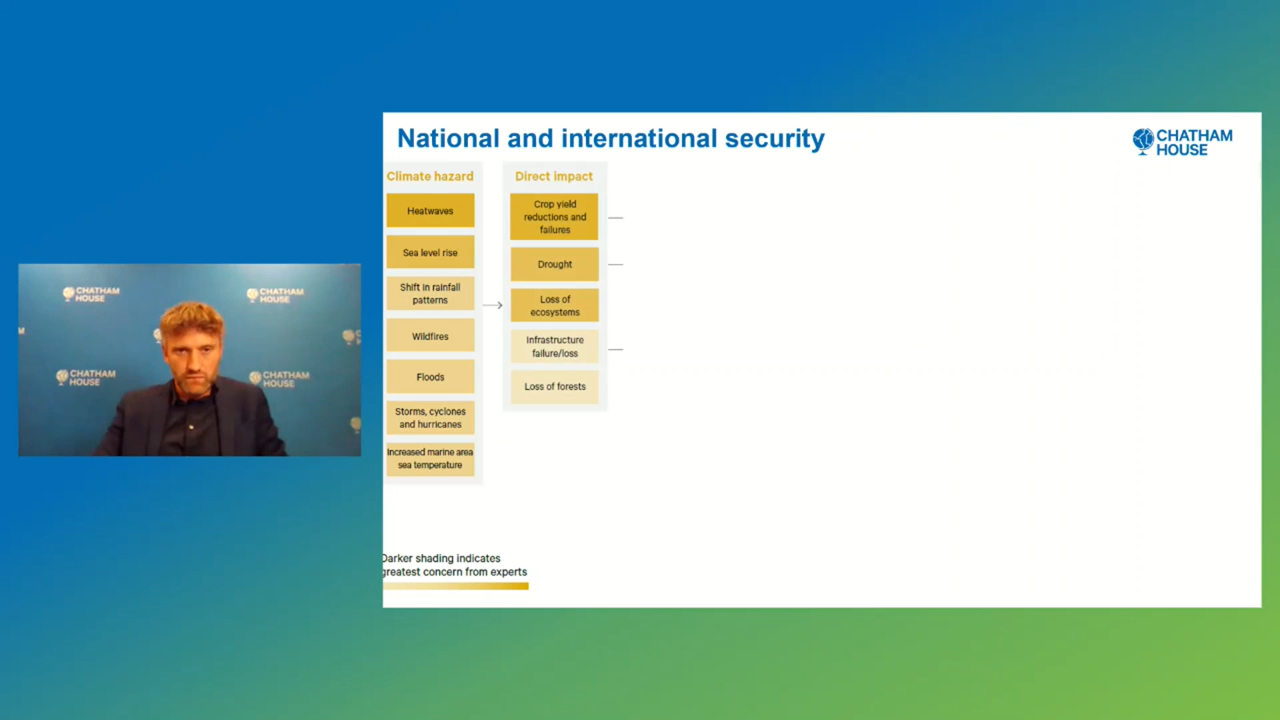 National and international security
CHATHAM
HOUSE
Climate hazard
Heatwaves
Sea level rise
Shift in rainfall
patterns
Wildfires
Floods
Storms, cyclones
and hurricanes
Increased marine area
sea temperature
Direct impact
Crop yield
reductions and
failures
Drought
Loss of
ecosystems
Infrastructure
failure/loss
Loss of forests
Darker shading indicates
greatest concern from experts
CHATHAM
HOUSE
CHATHAM
HOUSE
CHATHAM
HOUSE
CHATHAM
HOUSE